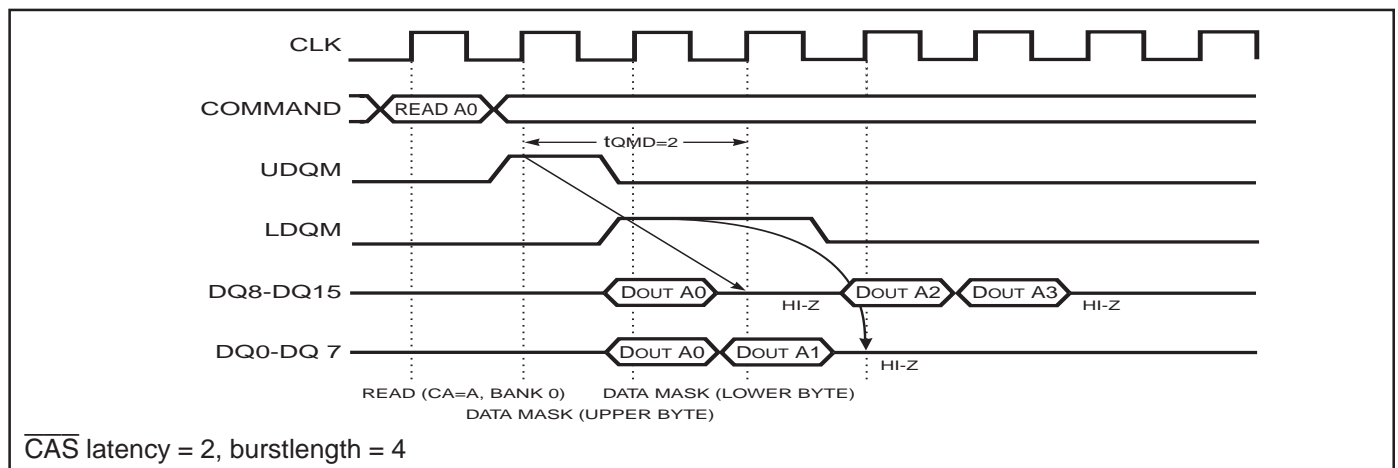 CLK
COMMAND
READ A0
tQMD=2
UDQM
LDQM
DQ8-DQ15
DOUT A0
HI-Z
DOUT A2
DOUT A3
HI-Z
DQ0-DQ 7
DOUT A0
DOUT A1
HI-Z
READ (CA=A, BANK 0)
DATA MASK (LOWER BYTE)
DATA MASK (UPPER BYTE)
CAS latency = 2, burstlength = 4